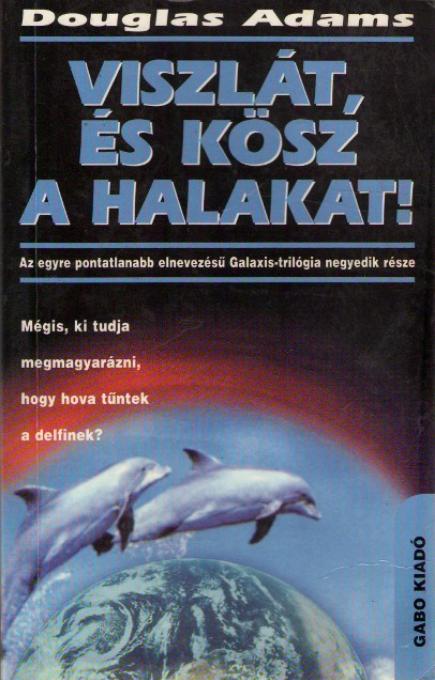 Douglas Adams
VISZLÁT,
ÉS KÖSZ
A HALAKAT!
Az egyre pontatlanabb elnevezésű Galaxis-trilógia negyedik része
Mégis, ki tudja
megmagyarázni,
hogy hova tűntek
a delfinek?
GABO KIADÓ